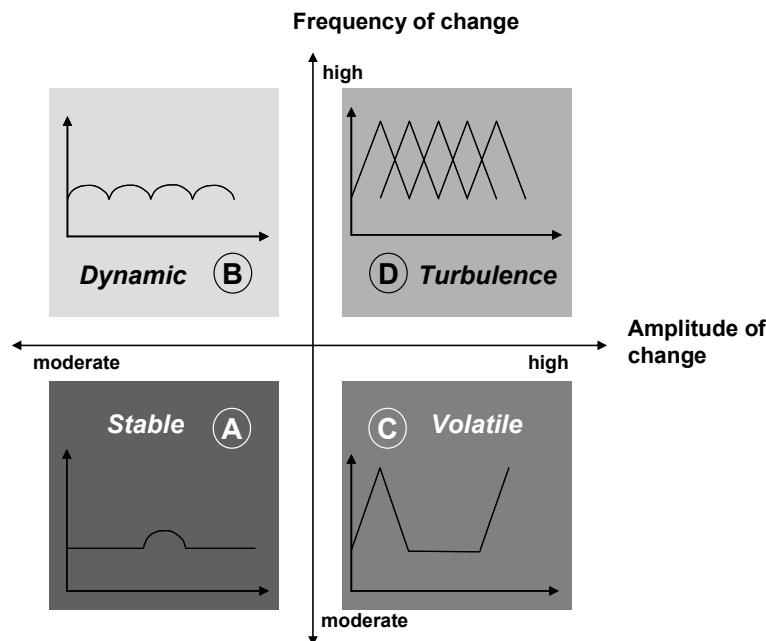 Frequency of change
high
Dynamic B
D Turbulence
Amplitude of
change
moderate
high
Stable A
C Volatile
moderate